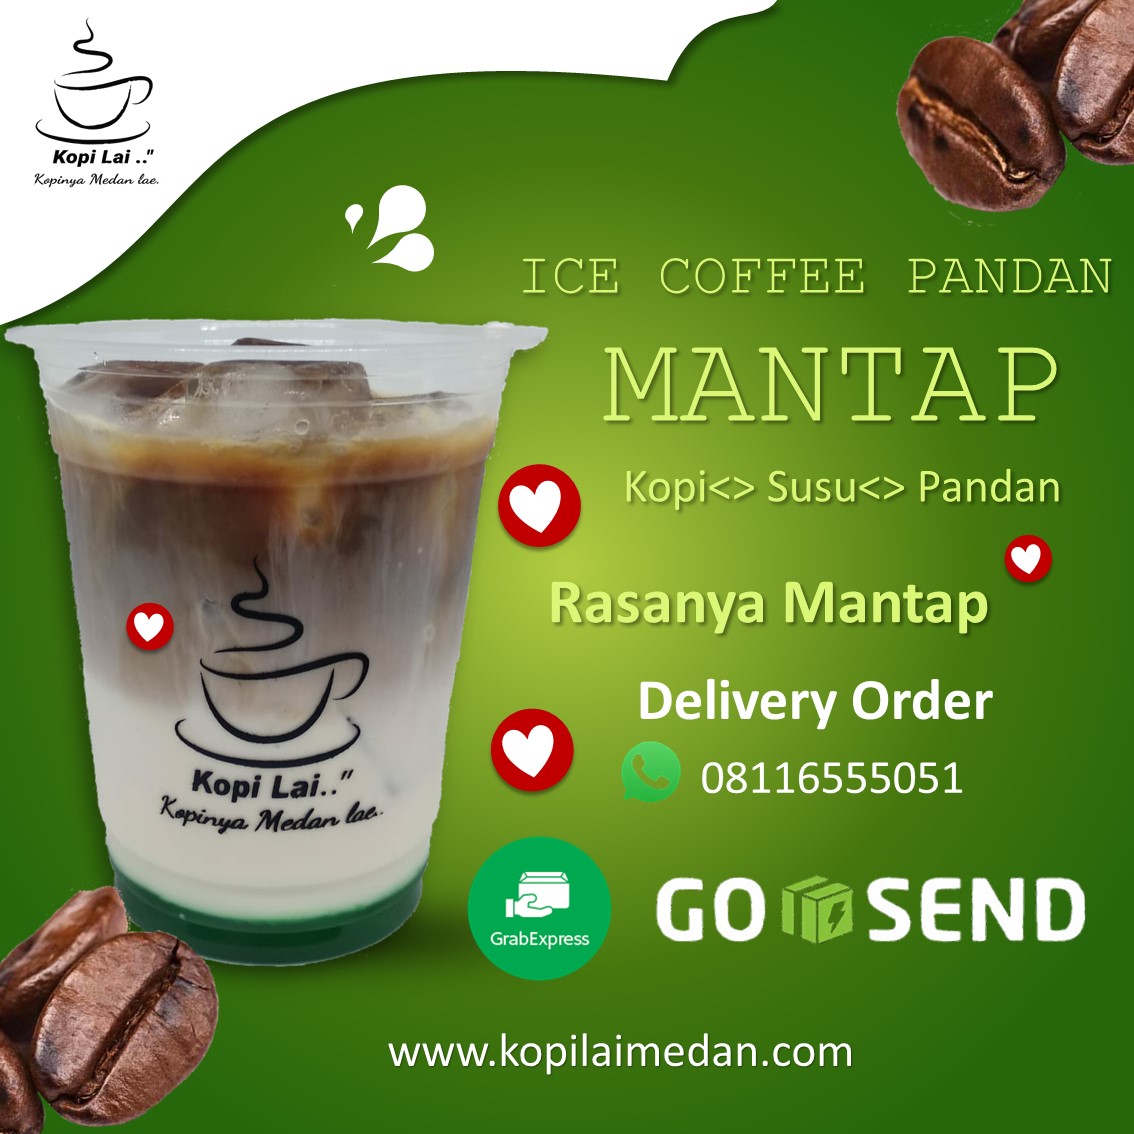 Kopi Lai .."
Kopinya Medan lae.
ICE COFFEE PANDAN
MANTAP
Kopi<> Susu<> Pandan
Rasanya Mantap
Delivery Order
08116555051
Kopi Lai.."
Kopinya Medan lae..
GrabExpress
GO SEND
www.kopilaimedan.com